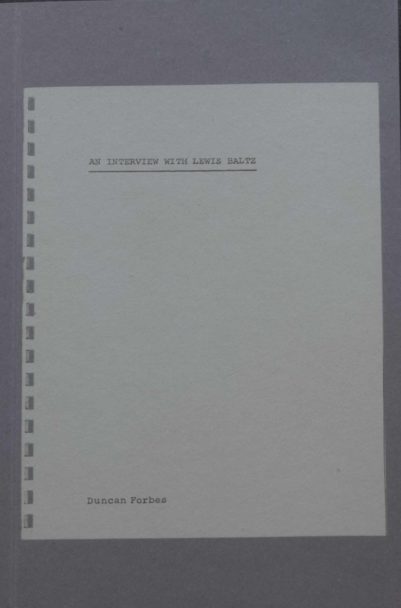 AN INTERVIEW WITH LEWIS BALTZ
Duncan Forbes